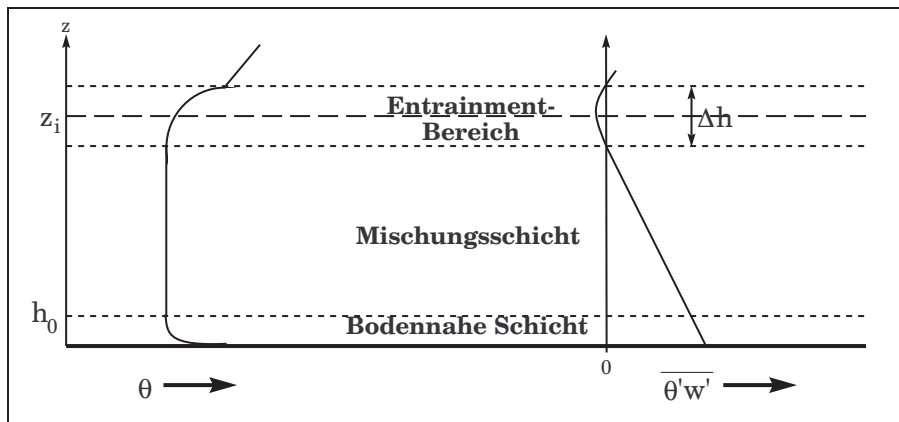 z
Entrainment-
Bereich
z_i
Δh
Mischungsschicht
h_0
Bodennahe Schicht
0
θ
θ'w'